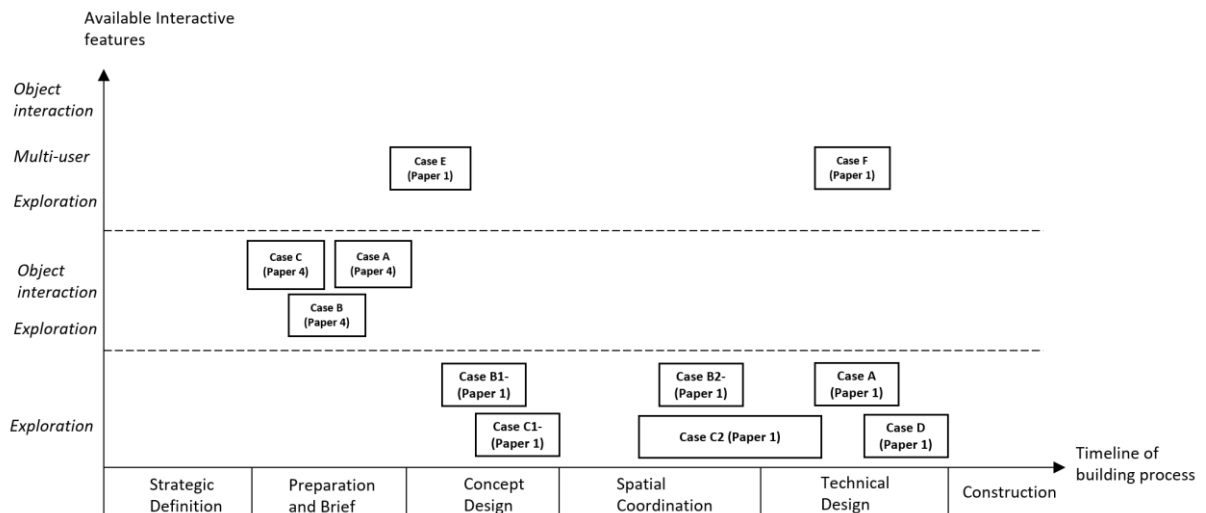 Available Interactive
features
Object
interaction
Multi-user
Exploration
Case E
(Paper 1)
Case F
(Paper 1)
Object
interaction
Exploration
Case C
(Paper 4)
Case A
(Paper 4)
Case B
(Paper 4)
Exploration
Case B1-
(Paper 1)
Case B2-
(Paper 1)
Case A
(Paper 1)
Case C1-
(Paper 1)
Case C2 (Paper 1)
Case D
(Paper 1)
Timeline of
building process
Strategic
Definition
Preparation
and Brief
Concept
Design
Spatial
Coordination
Technical
Design
Construction